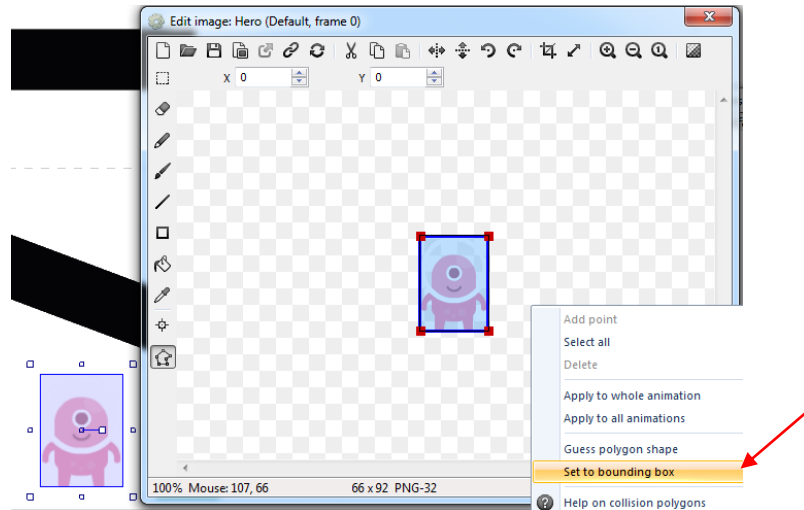 Edit image: Hero (Default, frame 0)
X 0 Y 0
Add point
Select all
Delete
Apply to whole animation
Apply to all animations
Guess polygon shape
Set to bounding box
100% Mouse: 107, 66 66 x 92 PNG-32
Help on collision polygons